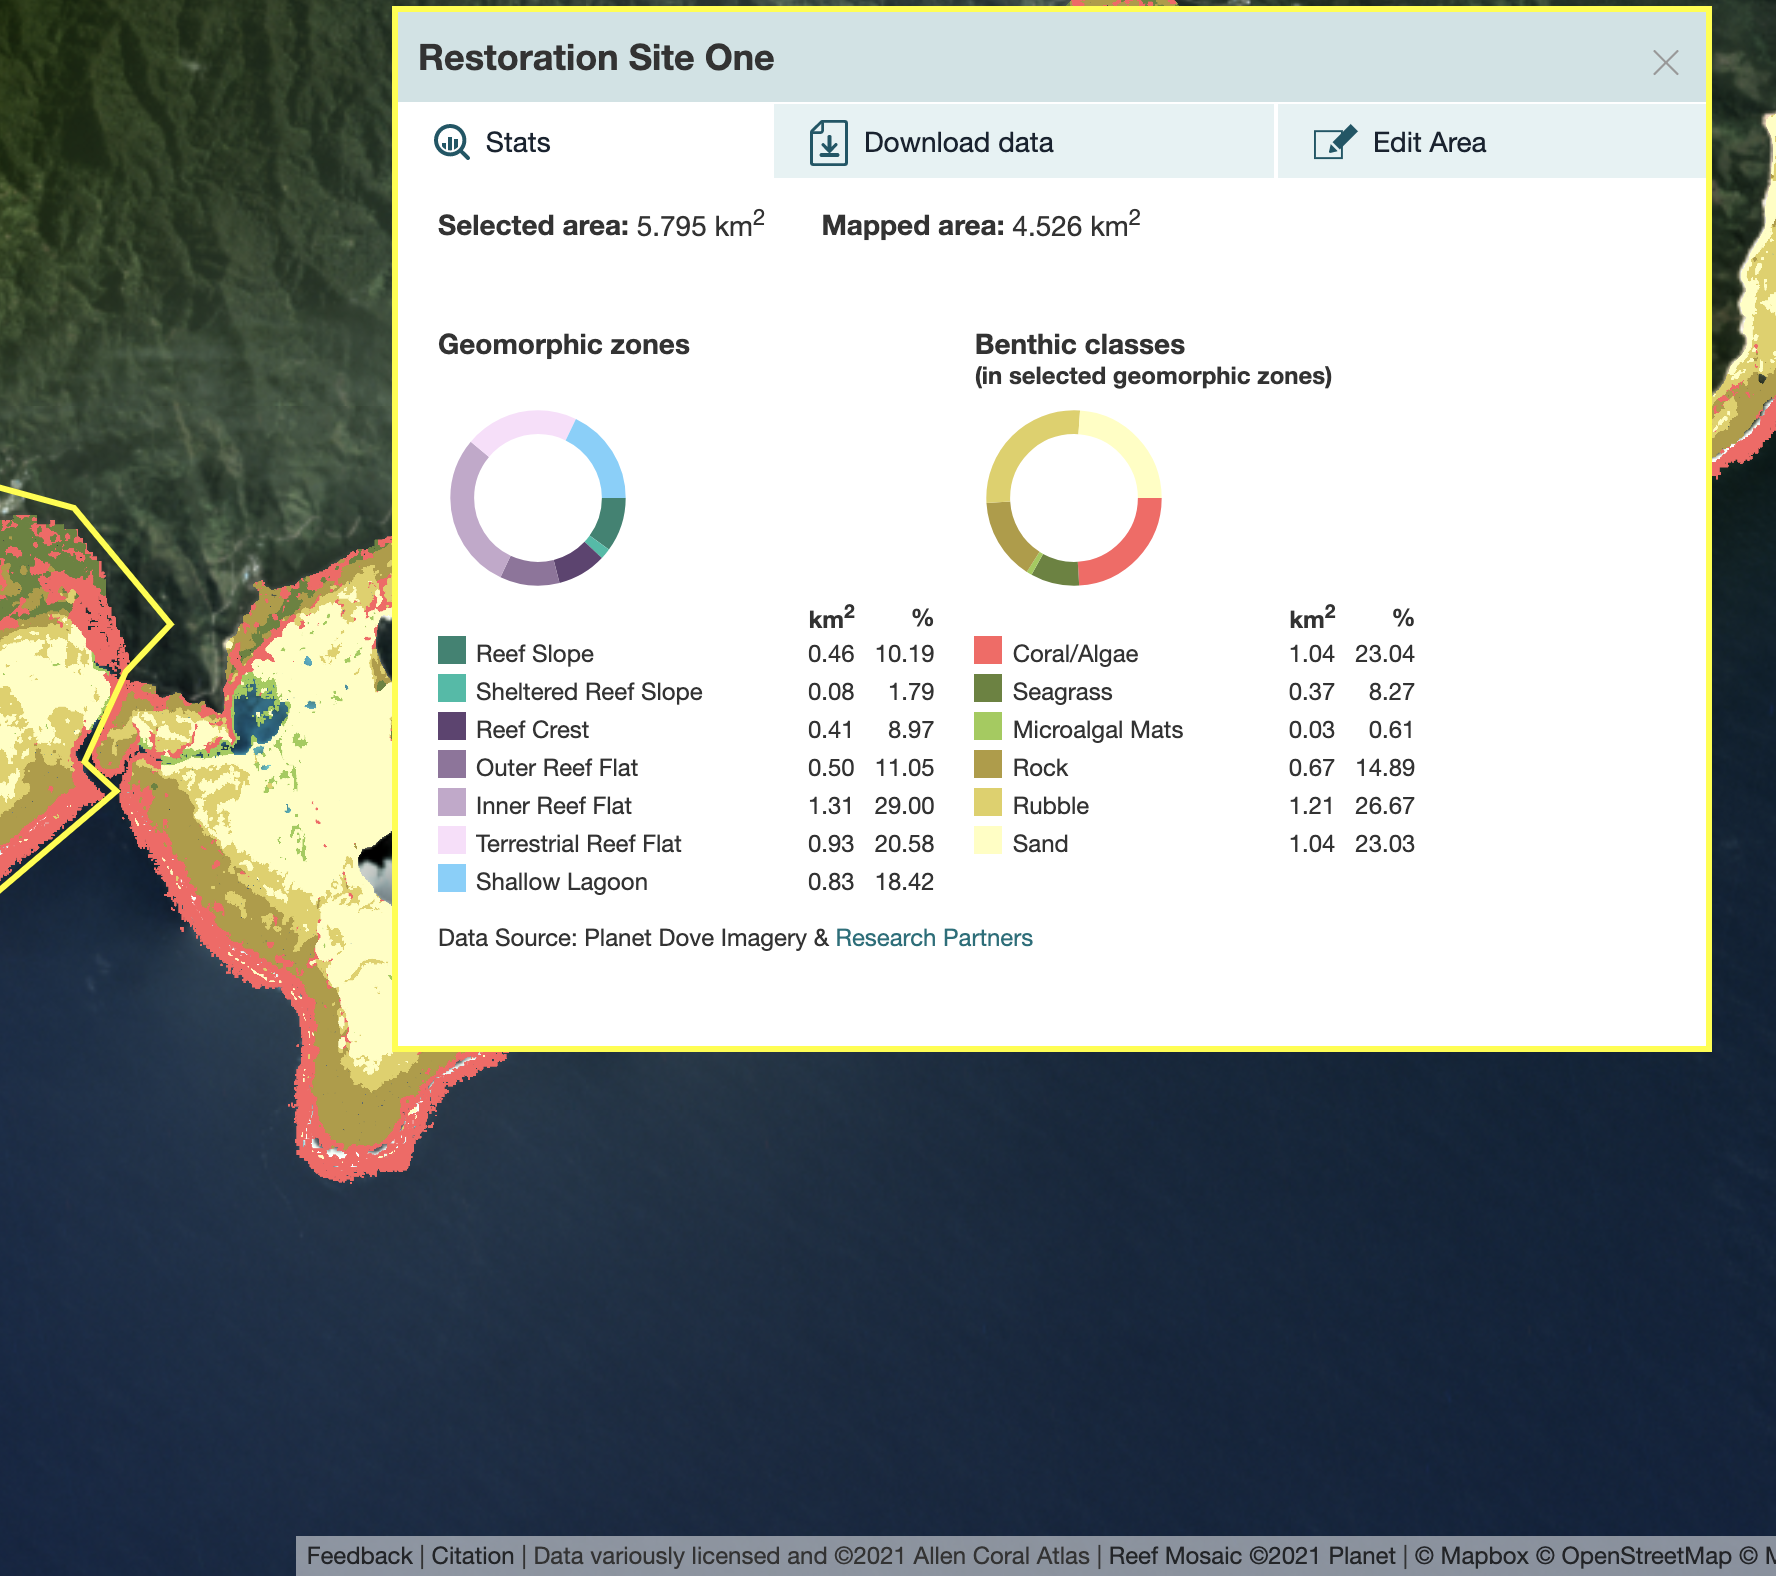 Restoration Site One
Stats
Download data
Edit Area
Selected area: 5.795 km²
Mapped area: 4.526 km²
Geomorphic zones
km² %
Reef Slope 0.46 10.19
Sheltered Reef Slope 0.08 1.79
Reef Crest 0.41 8.97
Outer Reef Flat 0.50 11.05
Inner Reef Flat 1.31 29.00
Terrestrial Reef Flat 0.93 20.58
Shallow Lagoon 0.83 18.42
Benthic classes
(in selected geomorphic zones)
km² %
Coral/Algae 1.04 23.04
Seagrass 0.37 8.27
Microalgal Mats 0.03 0.61
Rock 0.67 14.89
Rubble 1.21 26.67
Sand 1.04 23.03
Data Source: Planet Dove Imagery & Research Partners
Feedback | Citation | Data variously licensed and ©2021 Allen Coral Atlas | Reef Mosaic ©2021 Planet | © Mapbox © OpenStreetMap ©